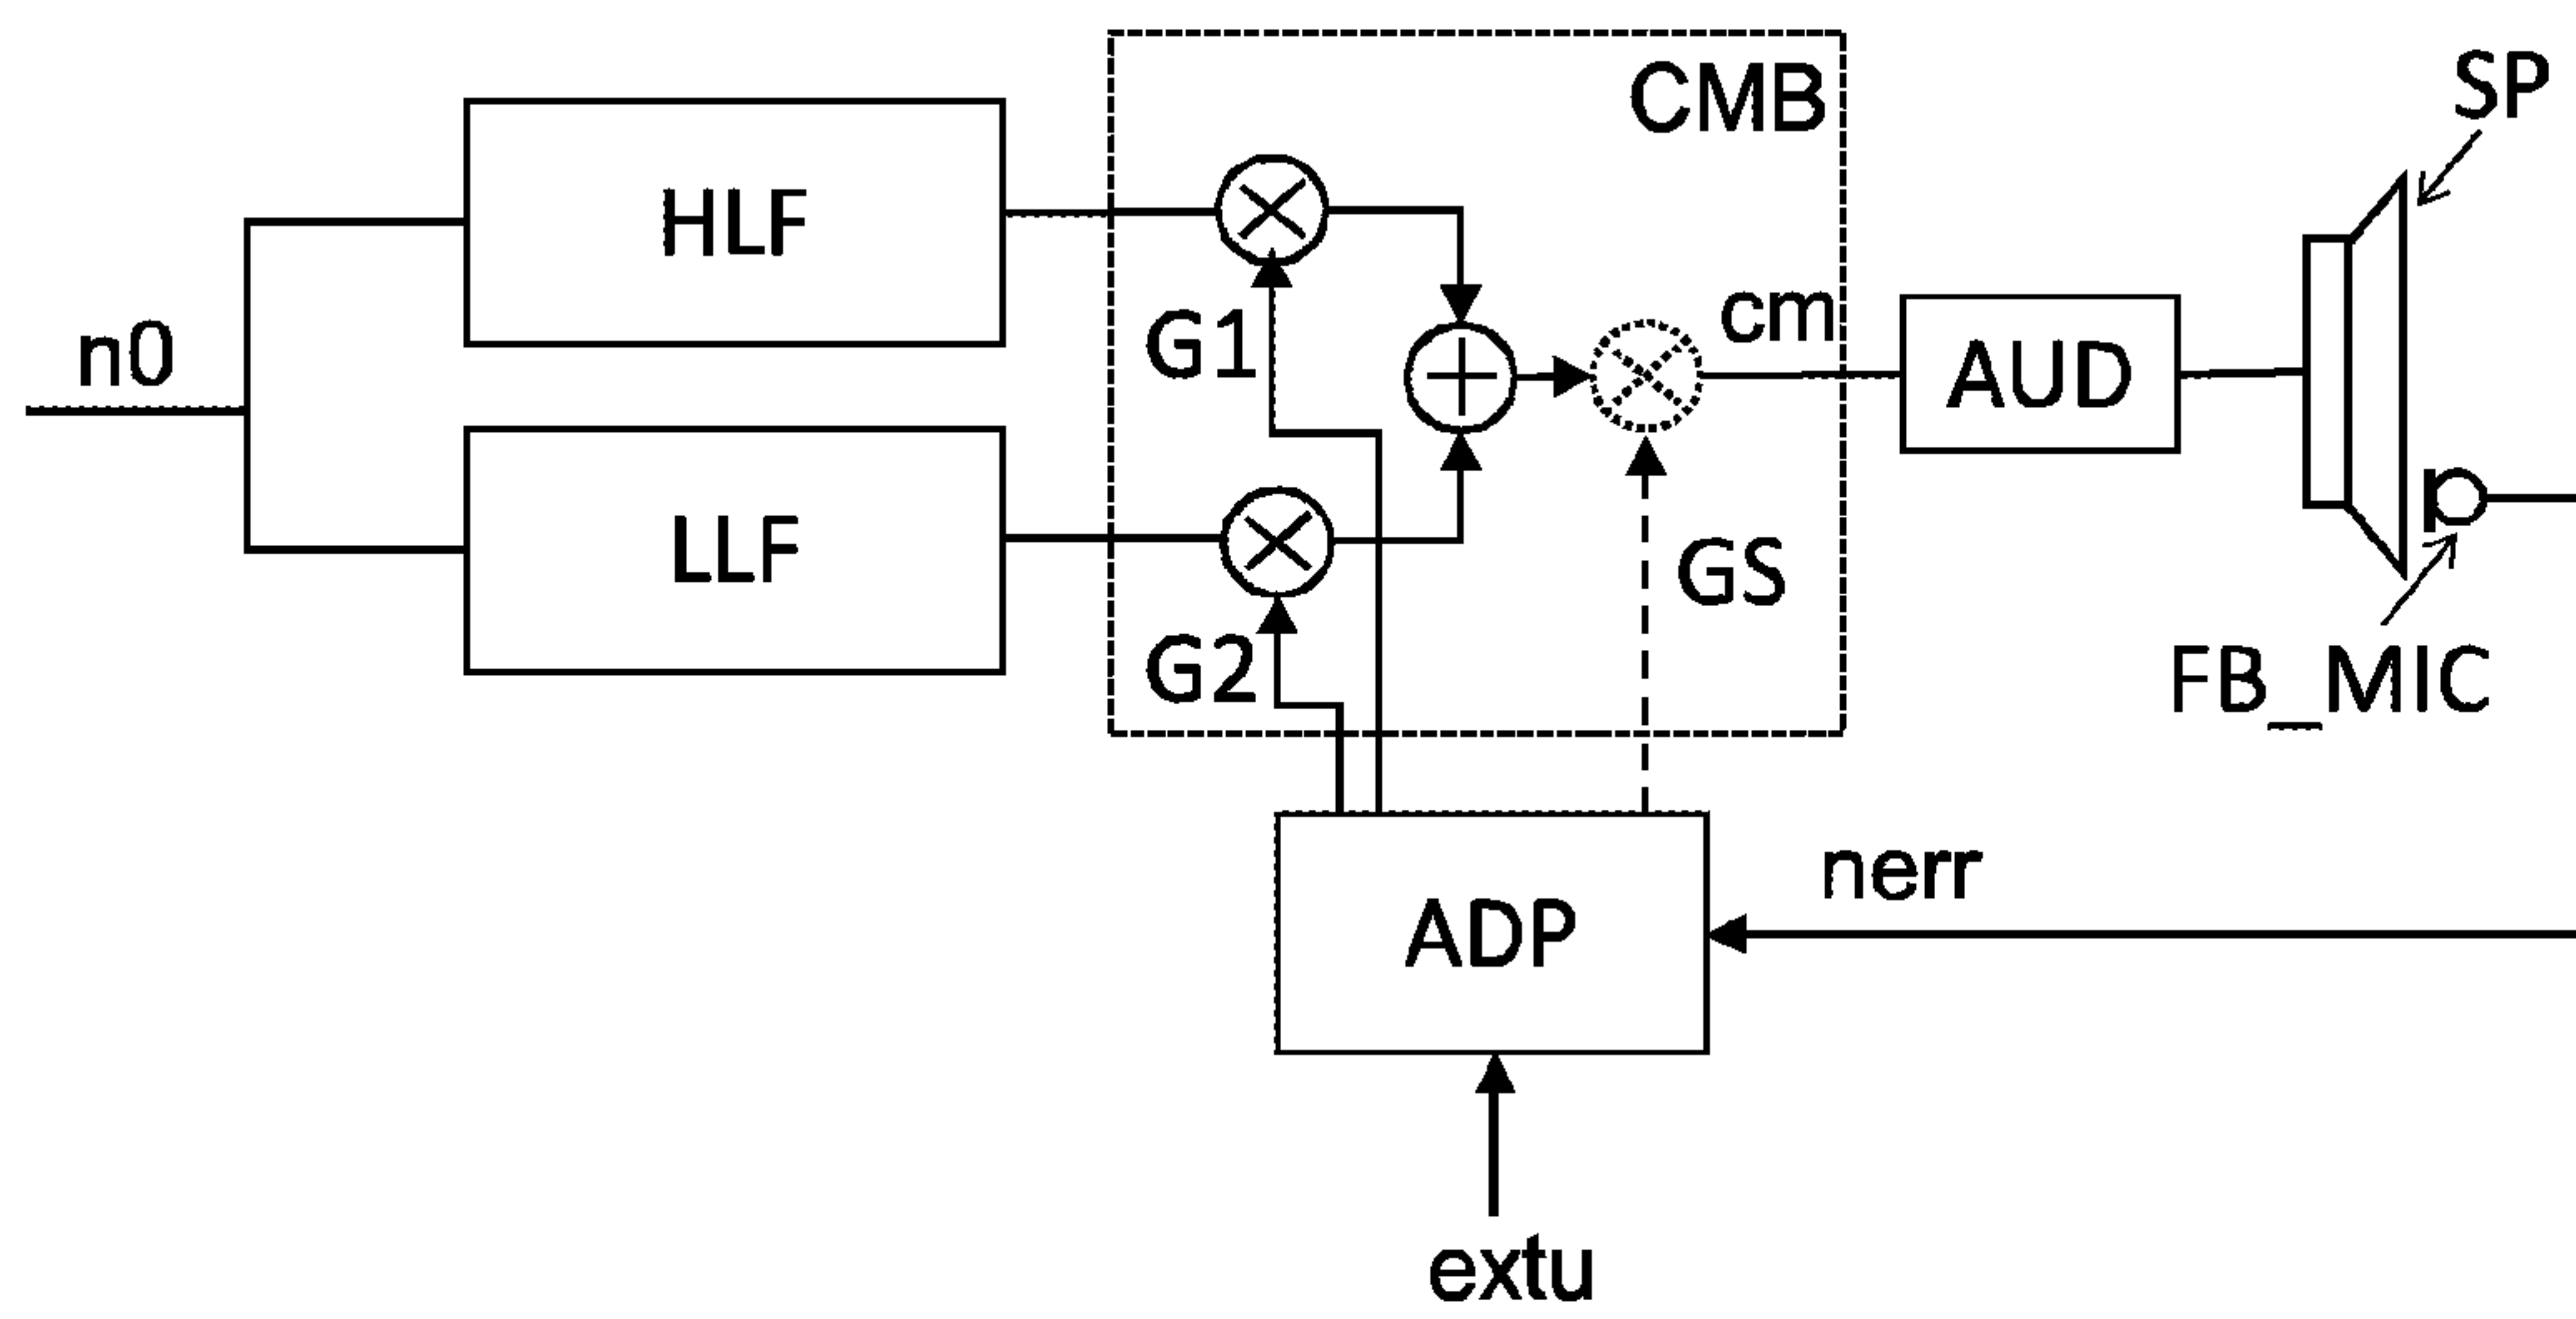 CMB
SP
HLF
n0
G1
cm
AUD
LLF
GS
G2
FB_MIC
nerr
ADP
extu